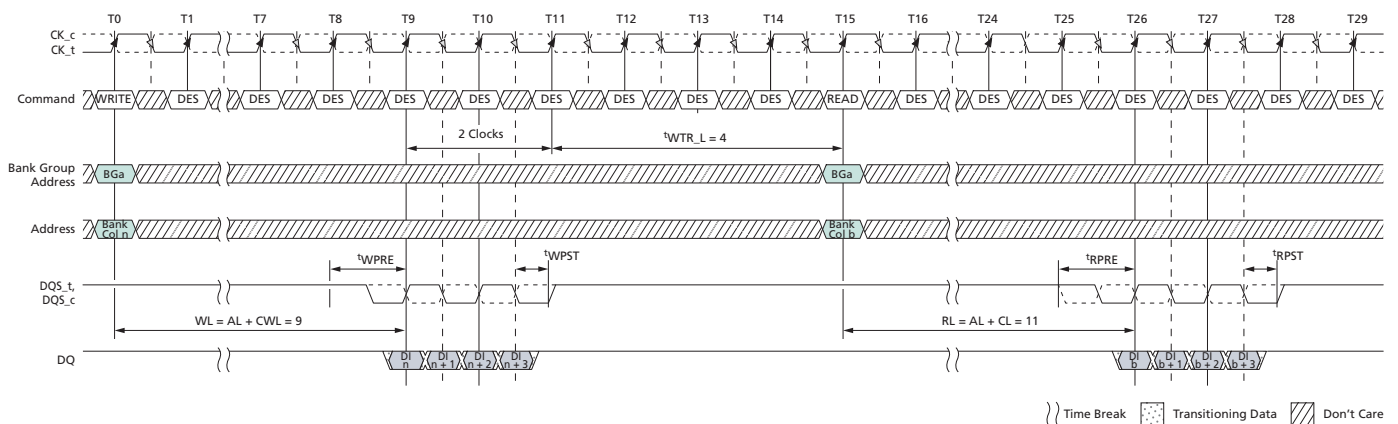 T0 T1 T7 T8 T9 T10 T11 T12 T13 T14 T15 T16 T24 T25 T26 T27 T28 T29
CK_c
CK_t
Command WRITE DES DES DES DES DES DES DES DES DES READ DES DES DES DES DES DES DES
2 Clocks tWTR_L = 4
Bank Group
Address BGa BGa
Address Bank
Col n Bank
Col b
tWPRE tWPST tRPRE tRPST
DQS_t,
DQS_c
WL = AL + CWL = 9 RL = AL + CL = 11
DQ DI
n DI
n + 1 DI
n + 2 DI
n + 3 DI
b DI
b + 1 DI
b + 2 DI
b + 3
Time Break Transitioning Data Don't Care